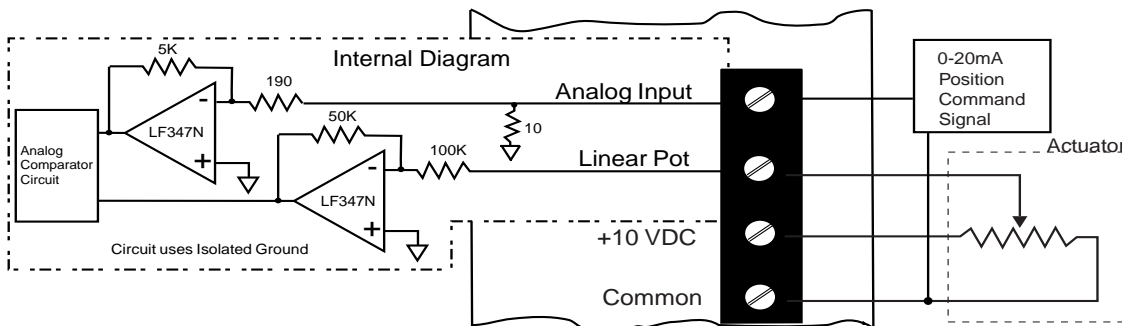 Internal Diagram
5K
190
LF347N
-
+
Analog
Comparator
Circuit
50K
LF347N
-
+
100K
10
Circuit uses Isolated Ground
Analog Input
Linear Pot
+10 VDC
Common
0-20mA
Position
Command
Signal
Actuator